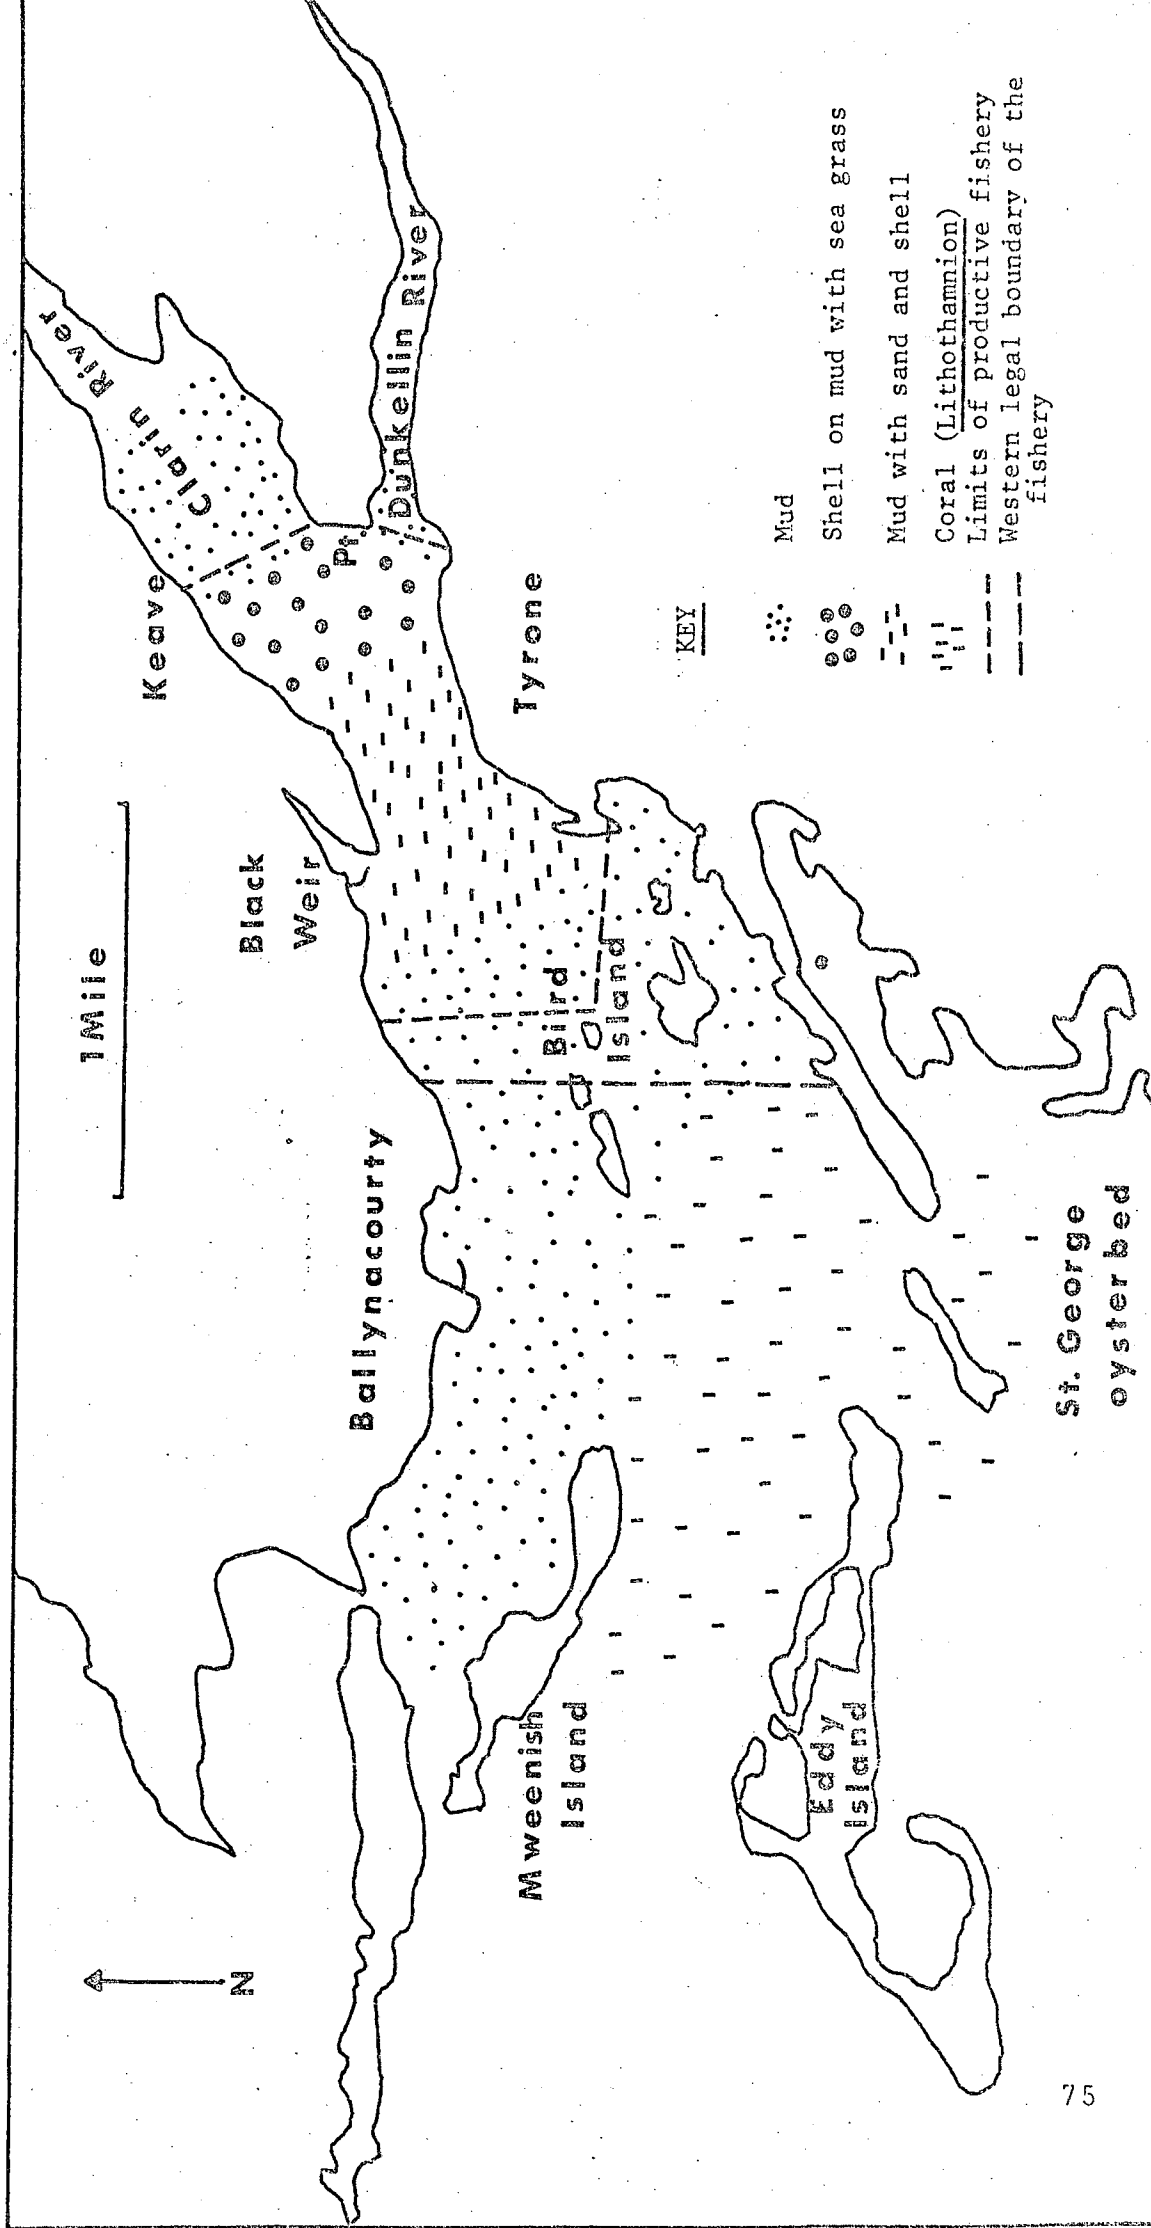 N
1Mile
Black
Weir
Keave
Pt
Clarin River
Dunkellin River
Ballynacourty
Tyrone
Bird
Island
Mweenish
Island
Eddy
Island
St. George
oyster bed
KEY
Mud
Shell on mud with sea grass
Mud with sand and shell
Coral (Lithothamnion)
Limits of productive fishery
Western legal boundary of the
fishery
75